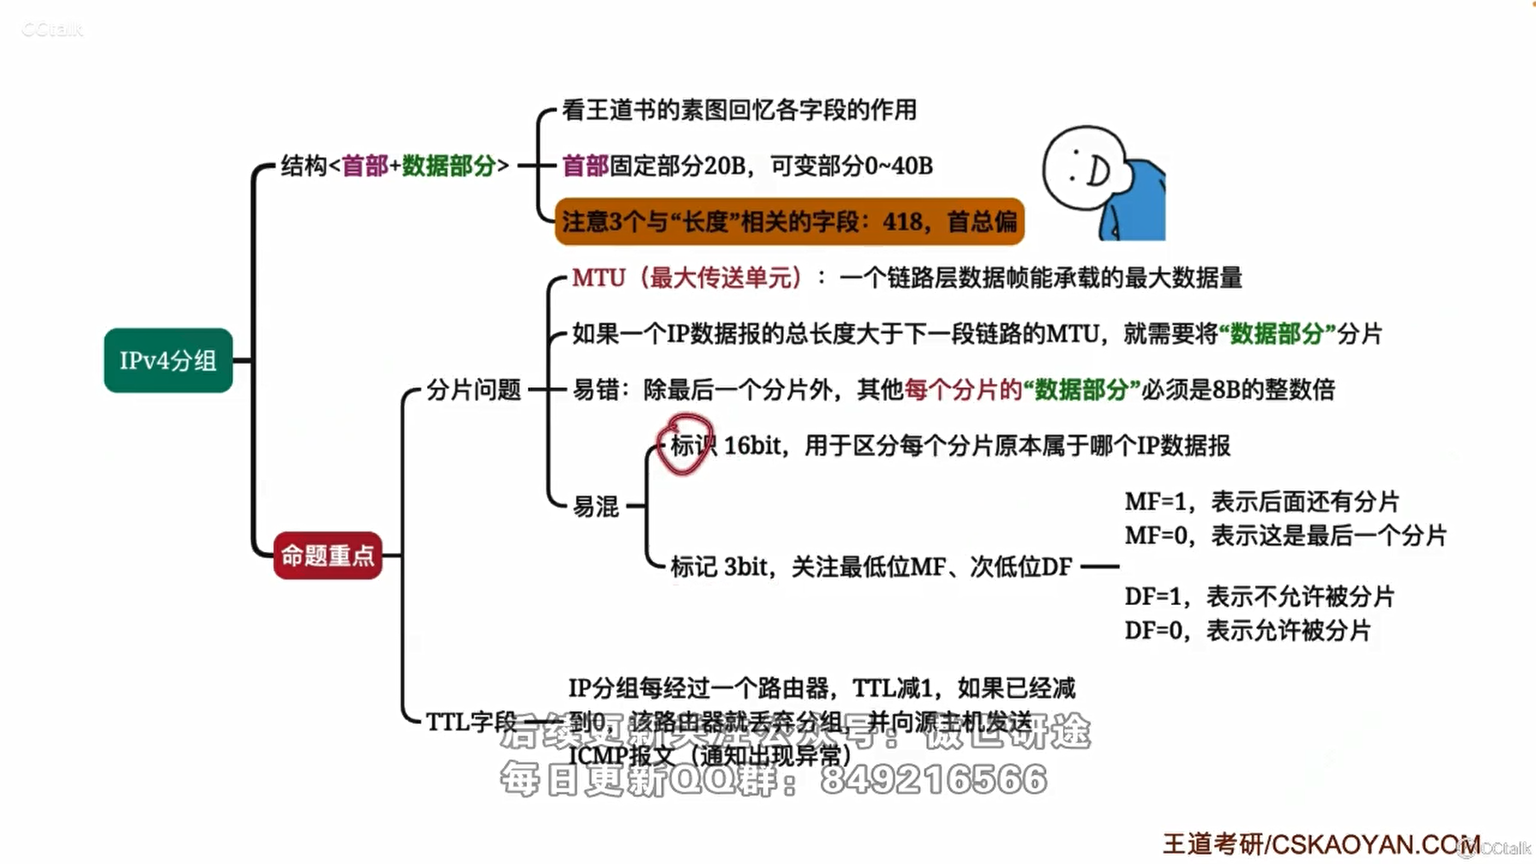 CCtalk
看王道书的素图回忆各字段的作用
结构<首部+数据部分>
首部固定部分20B，可变部分0~40B
注意3个与“长度”相关的字段：418，首总偏
MTU（最大传送单元）：一个链路层数据帧能承载的最大数据量
如果一个IP数据报的总长度大于下一段链路的MTU，就需要将“数据部分”分片
IPv4分组
分片问题
易错：除最后一个分片外，其他每个分片的“数据部分”必须是8B的整数倍
标识 16bit，用于区分每个分片原本属于哪个IP数据报
易混
MF=1，表示后面还有分片
MF=0，表示这是最后一个分片
命题重点
标记 3bit，关注最低位MF、次低位DF
DF=1，表示不允许被分片
DF=0，表示允许被分片
IP分组每经过一个路由器，TTL减1，如果已经减
TTL字段
到0，该路由器就丢弃分组，并向源主机发送
ICMP报文（通知出现异常）
后续更新关注公众号：傲世研途
每日更新QQ群：849216566
王道考研/CSKAOYAN.COM
CCtalk